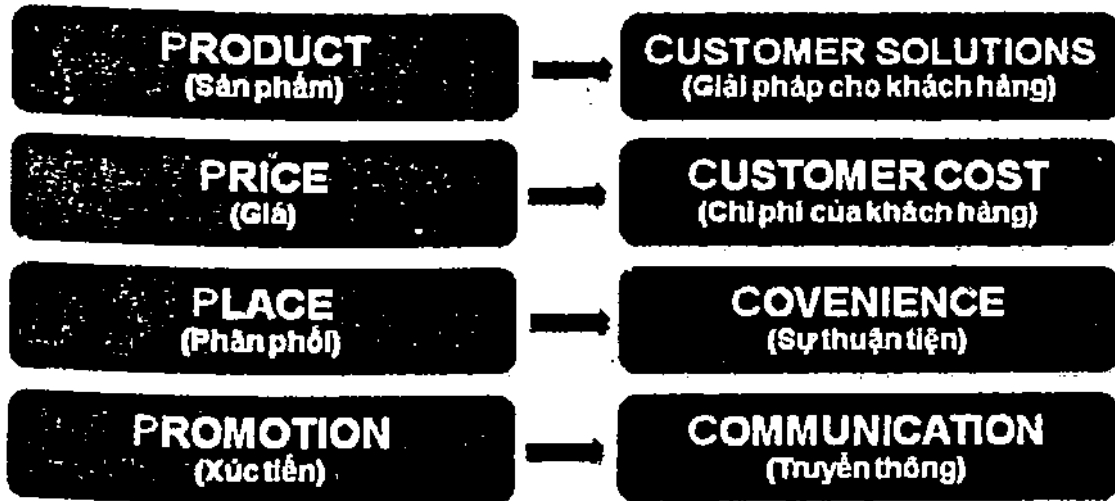 PRODUCT
(Sản phẩm)
CUSTOMER SOLUTIONS
(Giải pháp cho khách hàng)
PRICE
(Giá)
CUSTOMER COST
(Chi phí của khách hàng)
PLACE
(Phân phối)
COVENIENCE
(Sự thuận tiện)
PROMOTION
(Xúc tiến)
COMMUNICATION
(Truyền thông)